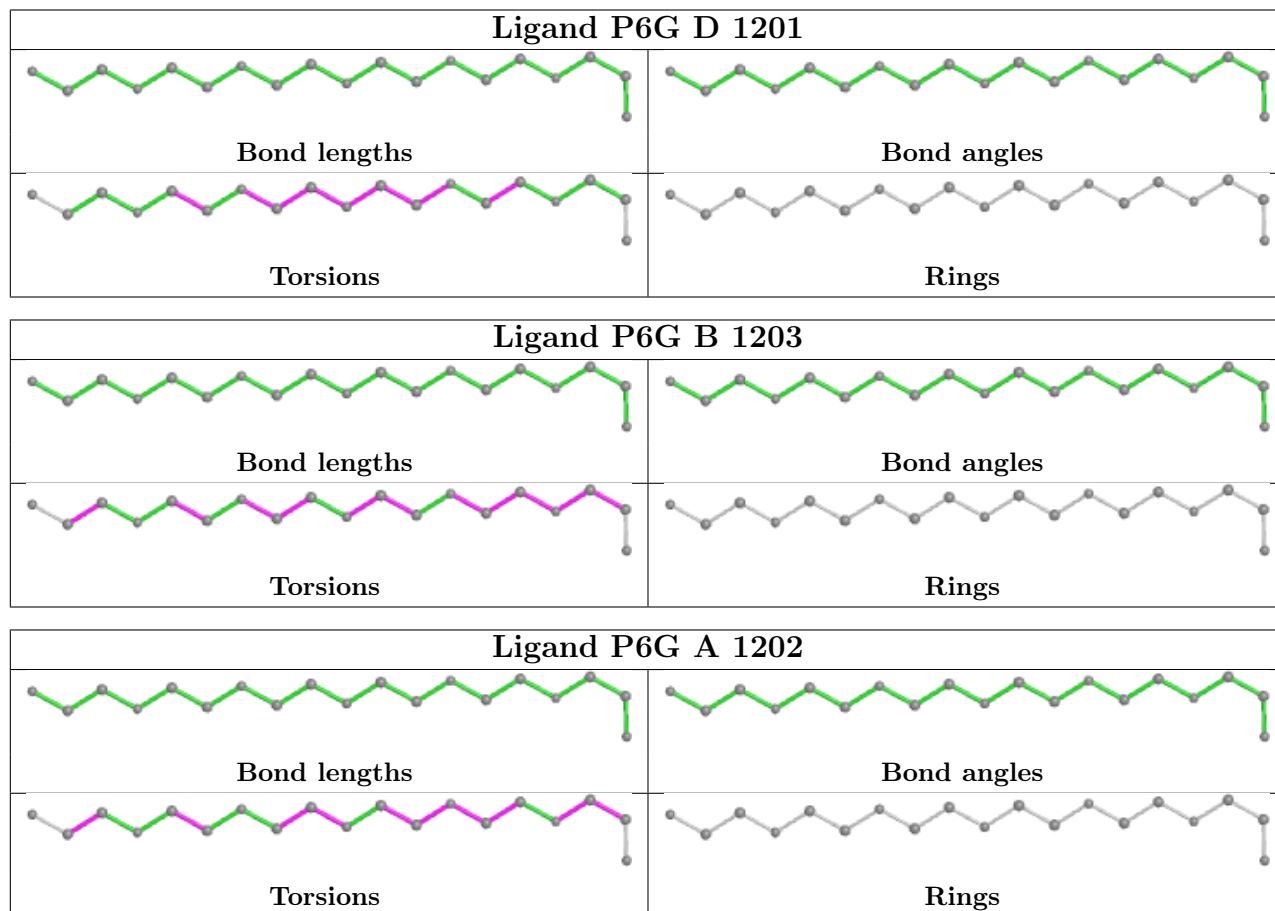 Ligand P6G D 1201
Bond lengths Bond angles
Torsions Rings
Ligand P6G B 1203
Bond lengths Bond angles
Torsions Rings
Ligand P6G A 1202
Bond lengths Bond angles
Torsions Rings